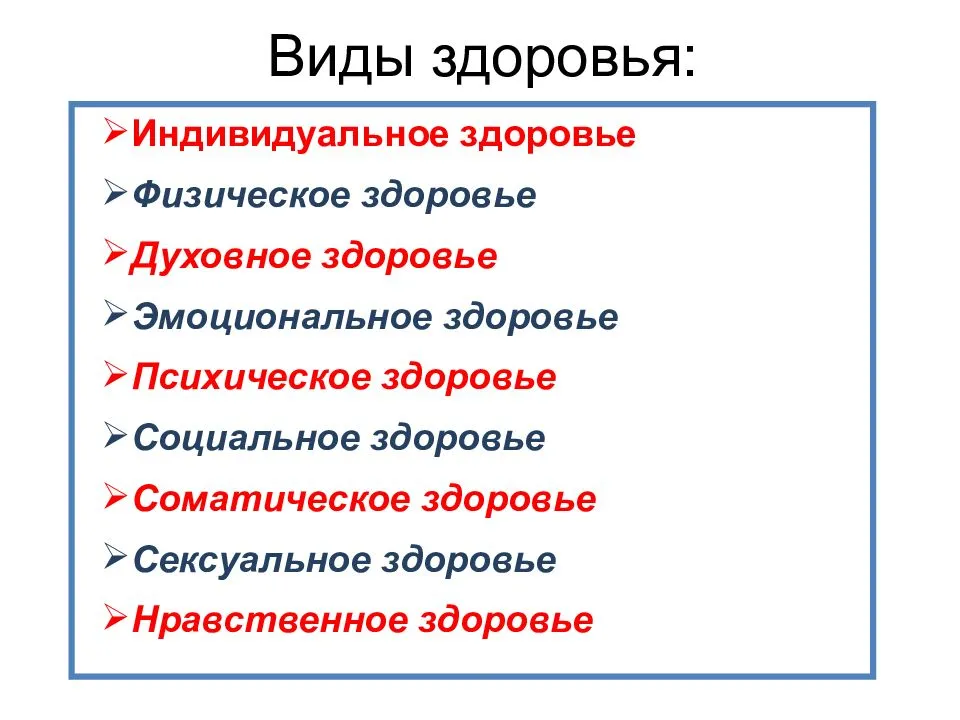 Виды здоровья:
Индивидуальное здоровье
Физическое здоровье
Духовное здоровье
Эмоциональное здоровье
Психическое здоровье
Социальное здоровье
Соматическое здоровье
Сексуальное здоровье
Нравственное здоровье